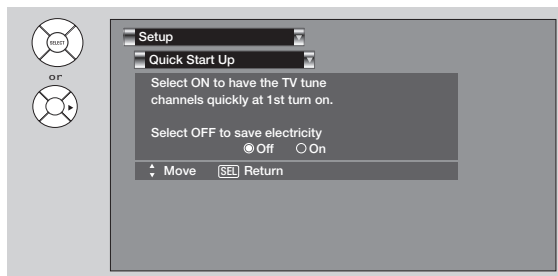 SELECT
or
Setup
Quick Start Up
Select ON to have the TV tune
channels quickly at 1st turn on.
Select OFF to save electricity
Off On
Move SEL Return